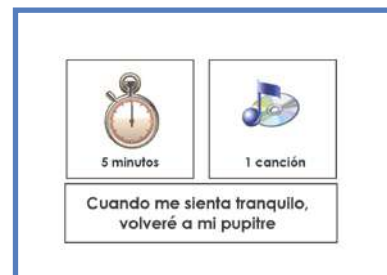 5 minutos
1 canción
Cuando me sienta tranquilo,
volveré a mi pupitre